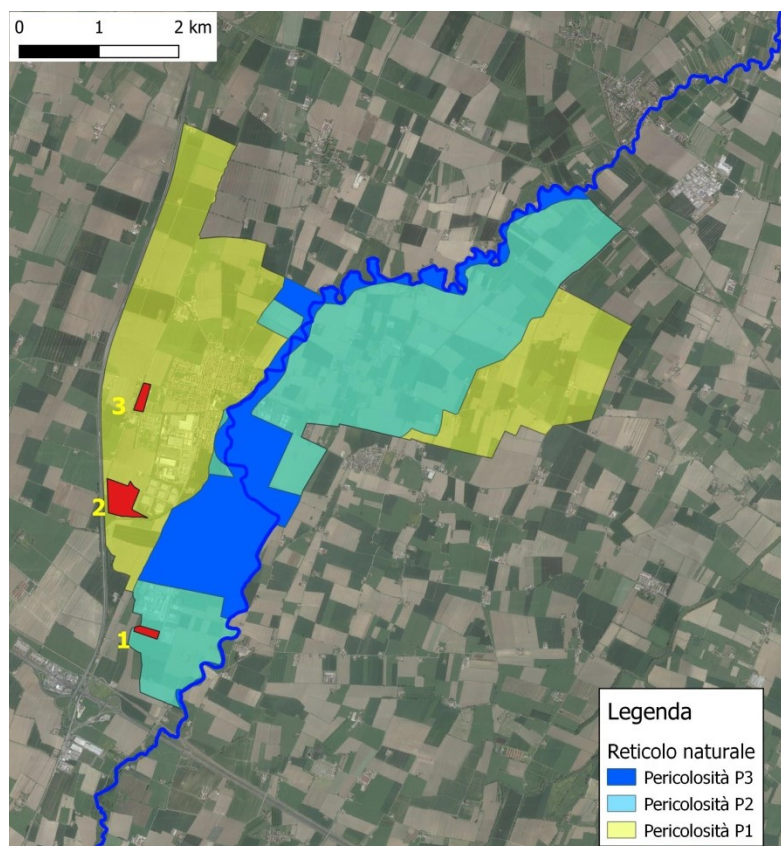 0 1 2 km
3
2
1
Legenda
Reticolo naturale
Pericolosità P3
Pericolosità P2
Pericolosità P1